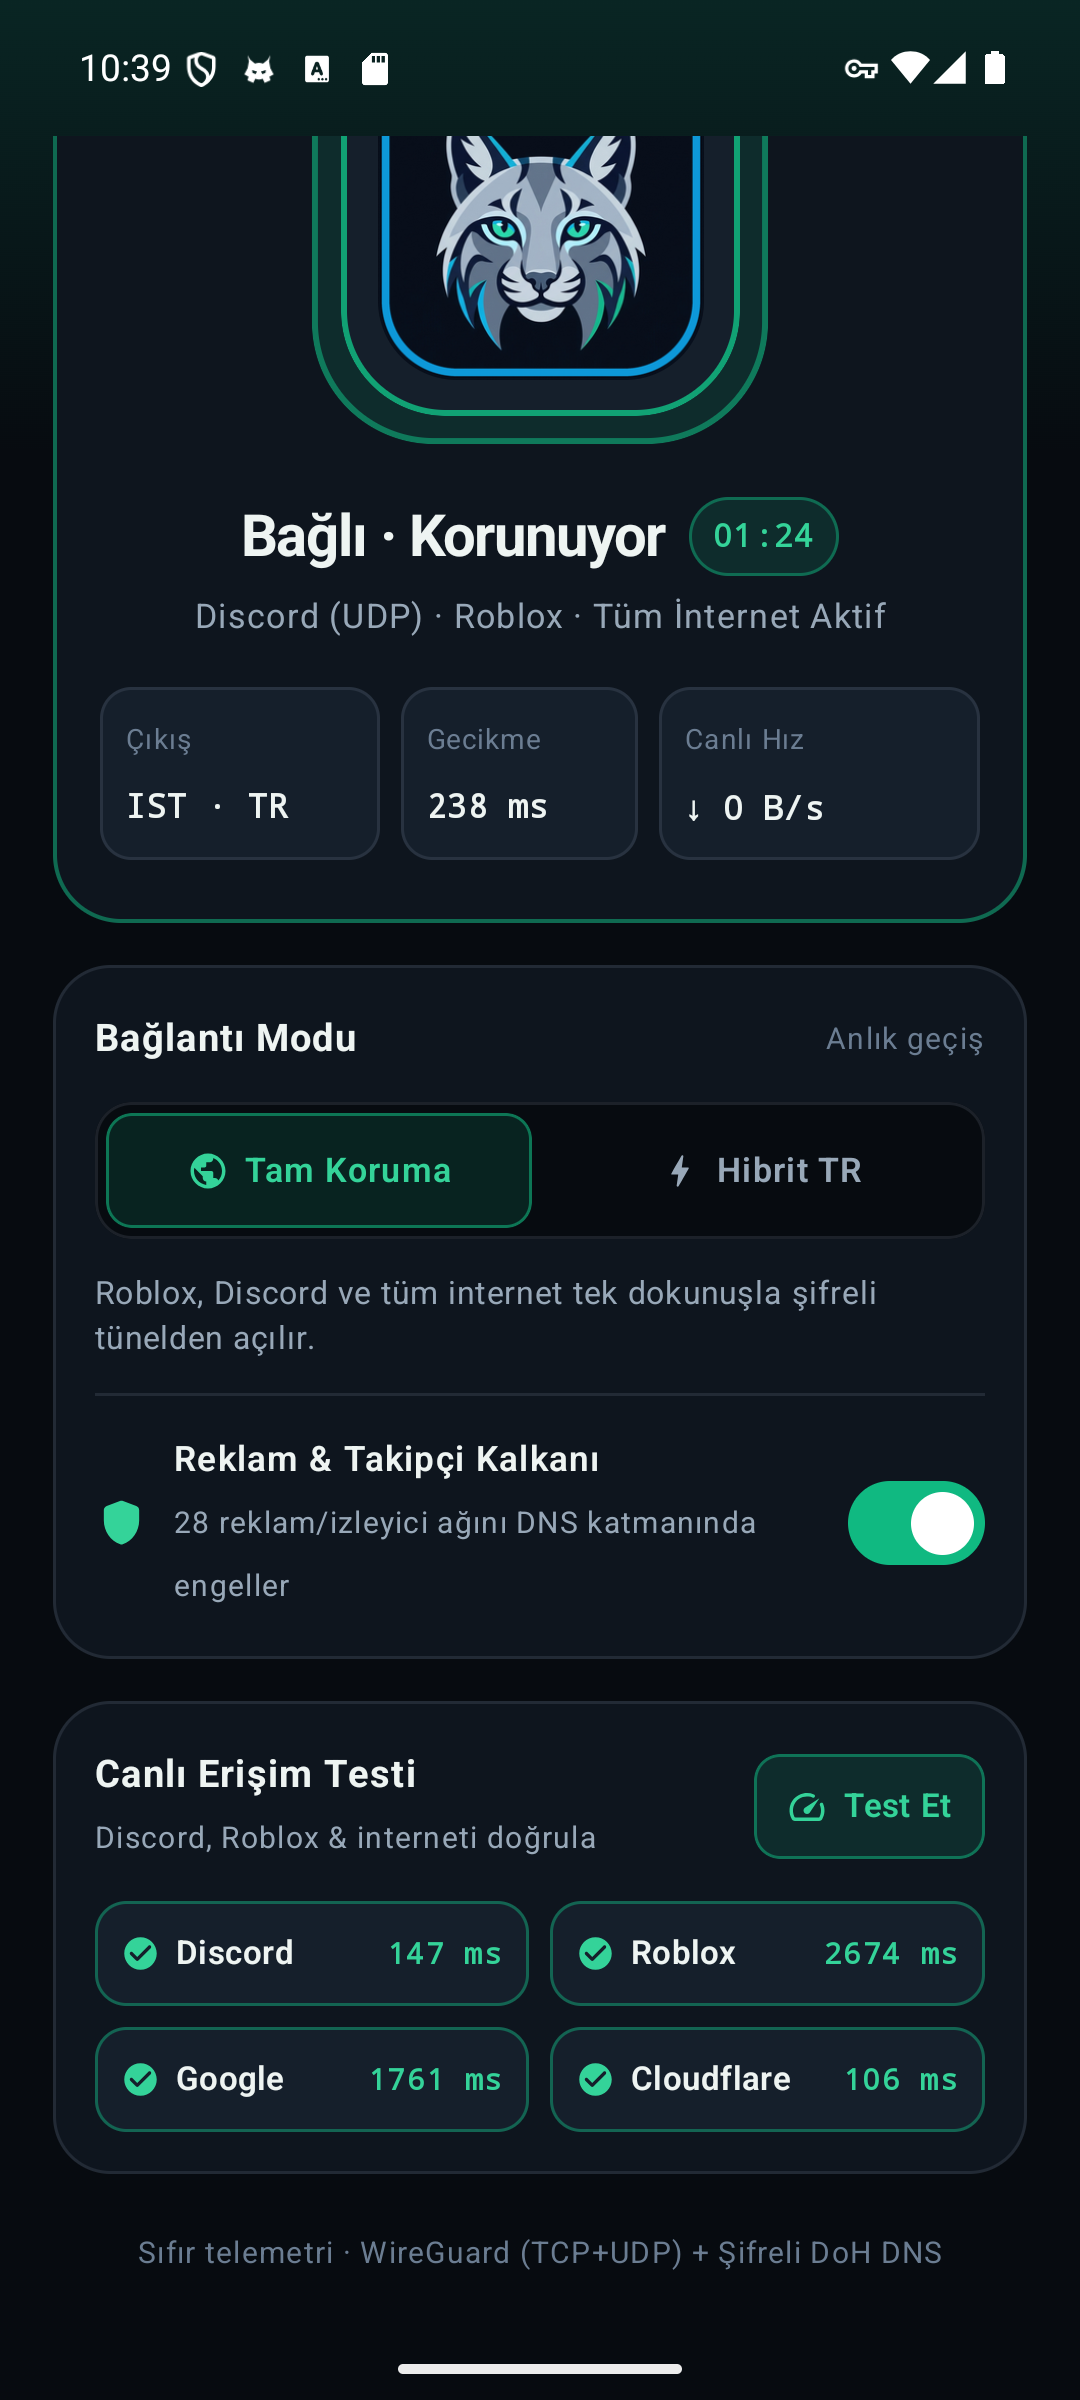 10:39
Bağlı · Korunuyor 01:24
Discord (UDP) · Roblox · Tüm İnternet Aktif
Çıkış
IST · TR
Gecikme
238 ms
Canlı Hız
↓ 0 B/s
Bağlantı Modu
Anlık geçiş
Tam Koruma
Hibrit TR
Roblox, Discord ve tüm internet tek dokunuşla şifreli
tünelden açılır.
Reklam & Takipçi Kalkanı
28 reklam/izleyici ağını DNS katmanında
engeller
Canlı Erişim Testi
Discord, Roblox & interneti doğrula
Test Et
Discord 147 ms
Roblox 2674 ms
Google 1761 ms
Cloudflare 106 ms
Sıfır telemetri · WireGuard (TCP+UDP) + Şifreli DoH DNS